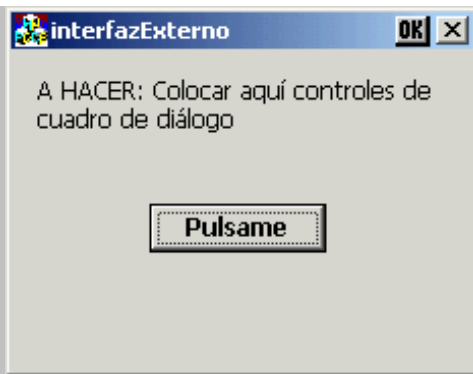 interfazExterno OK
A HACER: Colocar aquí controles de
cuadro de diálogo
Pulsame